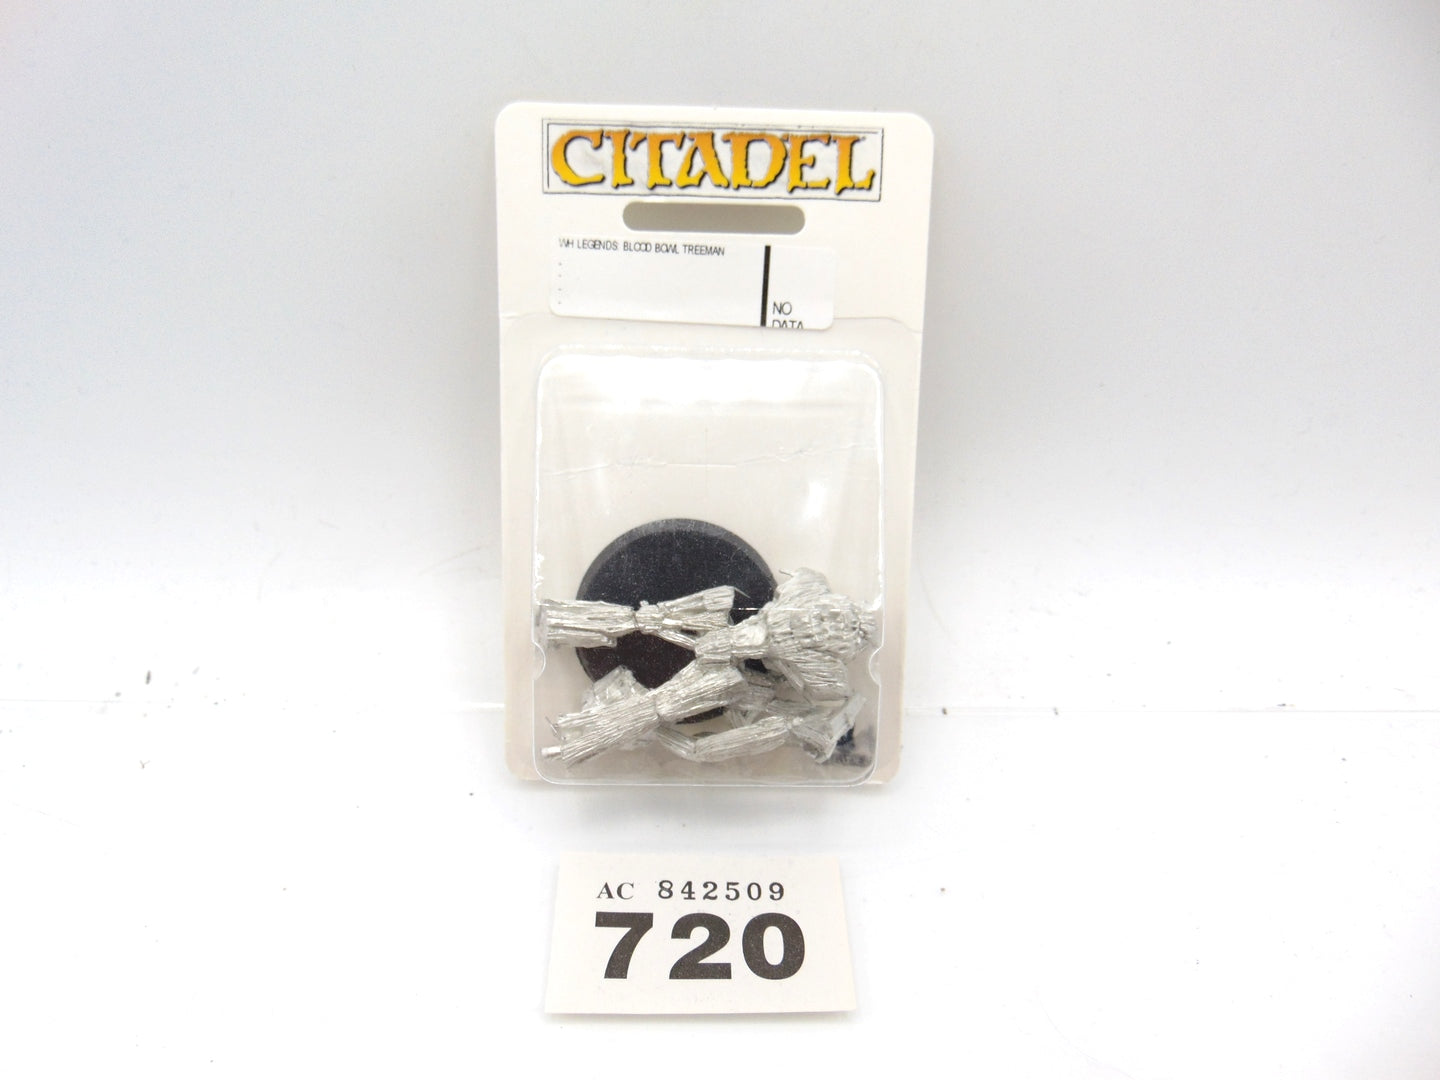 CITADEL
WH LEGENDS: BLOOD BOWL TREEMAN
NO
DATA
AC 842509
720